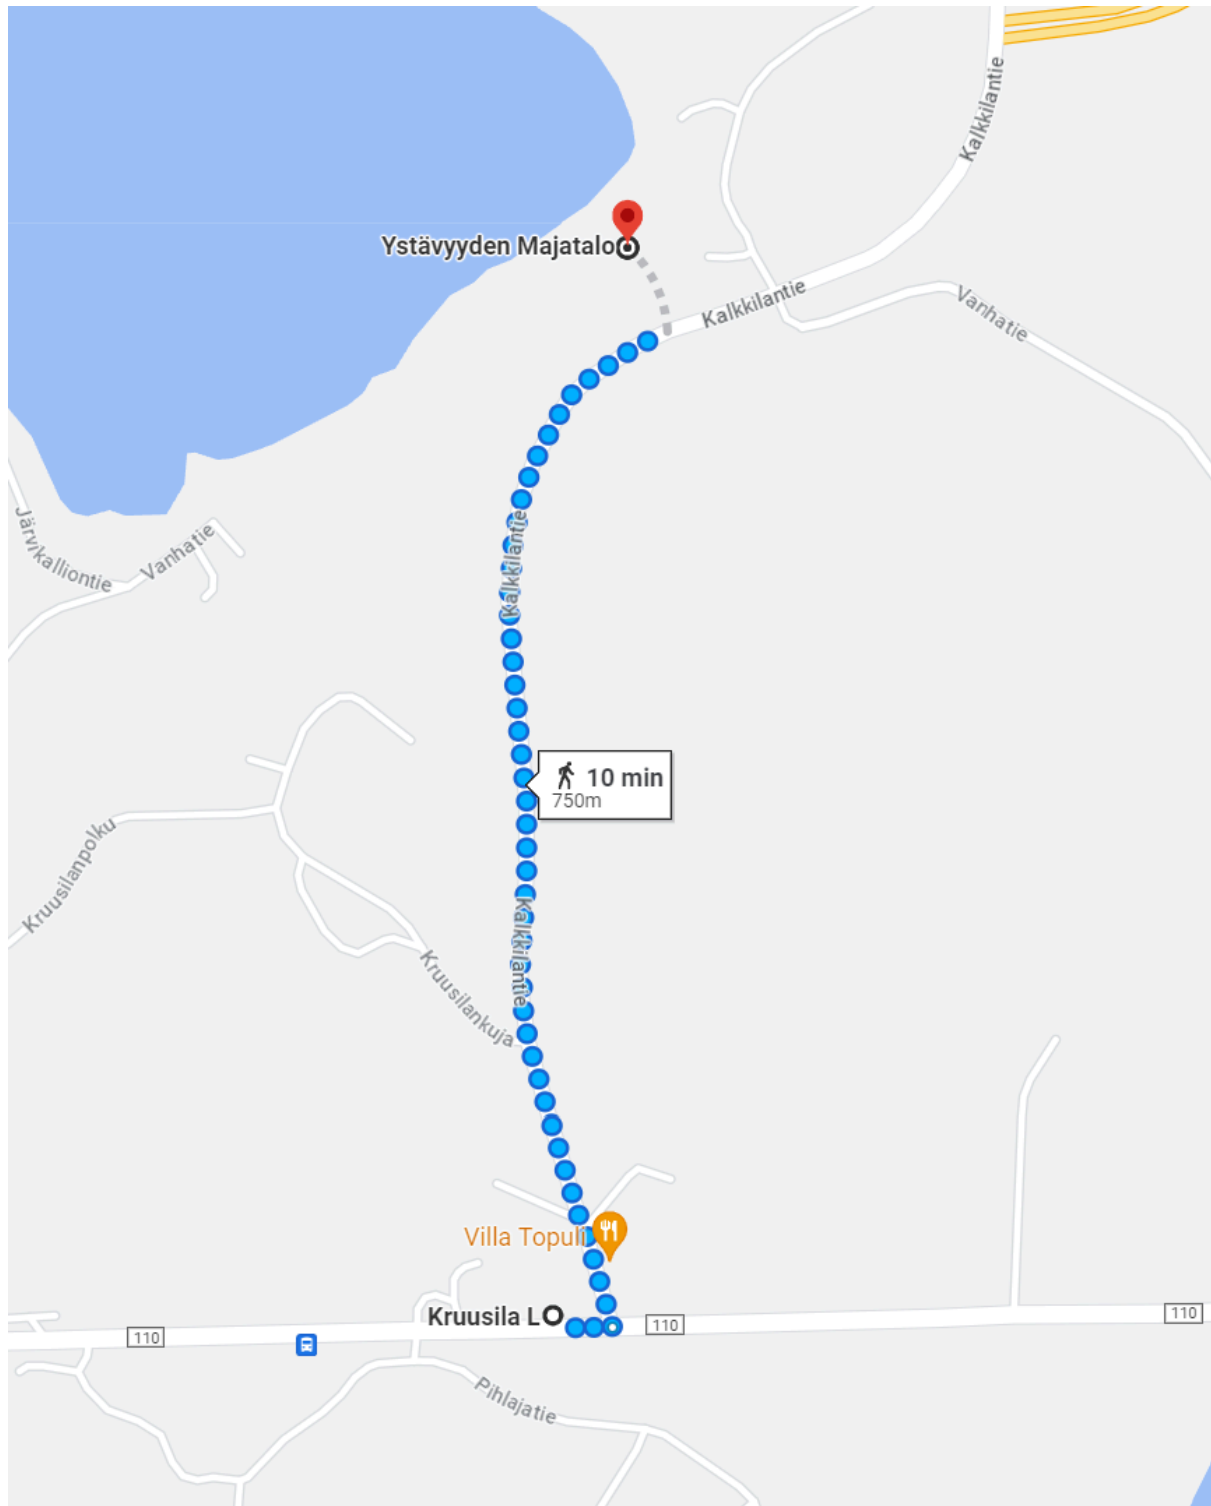 Kalkkilantie
Ystävyyden Majatalo
Kalkkilantie
Vanhatie
Järvikalliontie
Vanhatie
Kalkkilantie
10 min
750m
Kruusilanpolku
Kalkkilantie
Kruusilankuja
Villa Topuli
Kruusila L
110
110
110
Pihlajatie